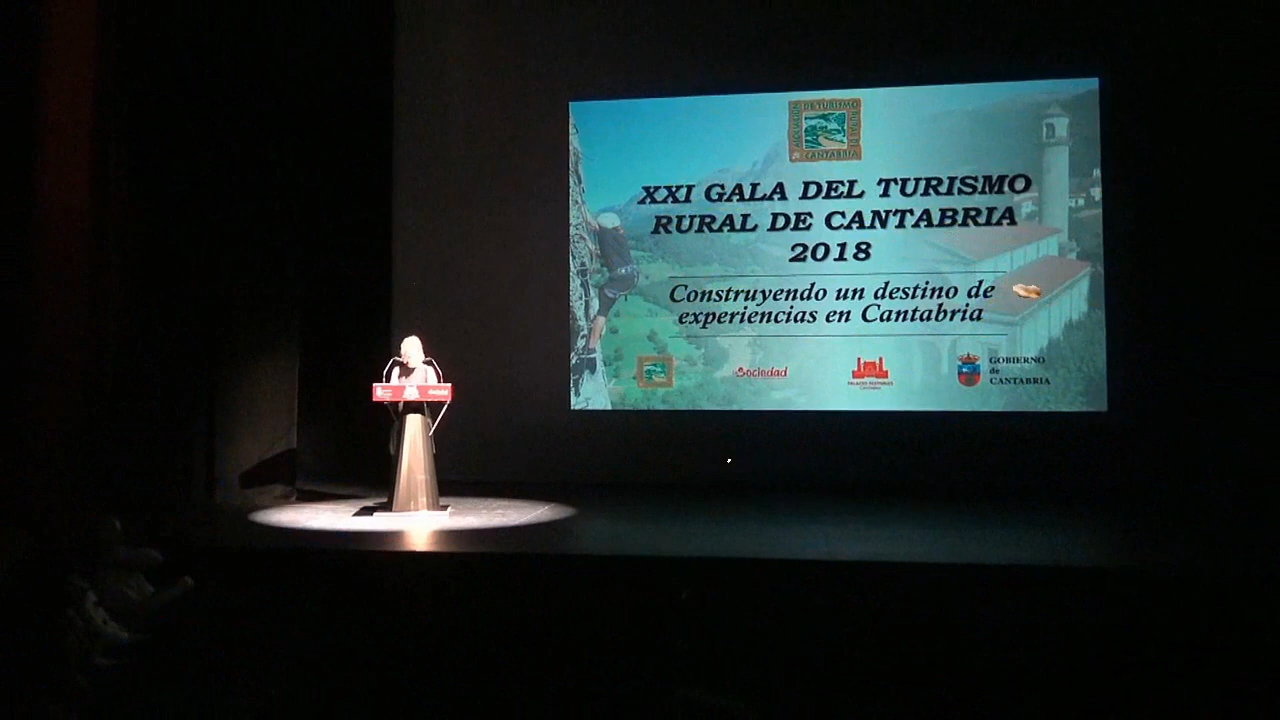 ASOCIACIÓN DE TURISMO RURAL DE CANTABRIA
XXI GALA DEL TURISMO
RURAL DE CANTABRIA
2018
Construyendo un destino de
experiencias en Cantabria
Sociedad
PALACIO FESTIVALES
GOBIERNO
de
CANTABRIA